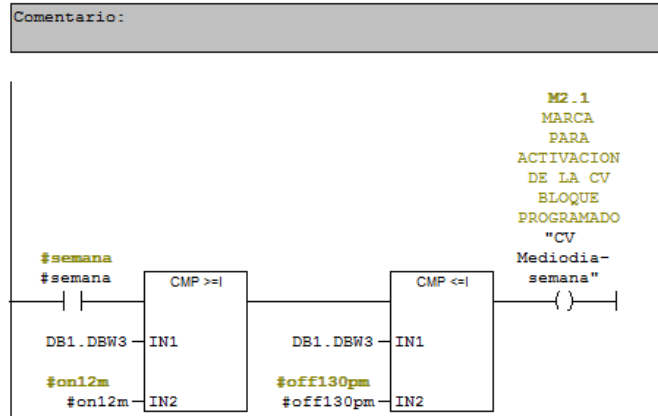 Comentario:
M2.1
MARCA
PARA
ACTIVACION
DE LA CV
BLOQUE
PROGRAMADO
"CV
Mediodia-
semana"
#semana
#semana
CMP >=I
CMP <=I
DB1.DBW3
IN1
DB1.DBW3
IN1
#on12m
#on12m
IN2
#off130pm
#off130pm
IN2